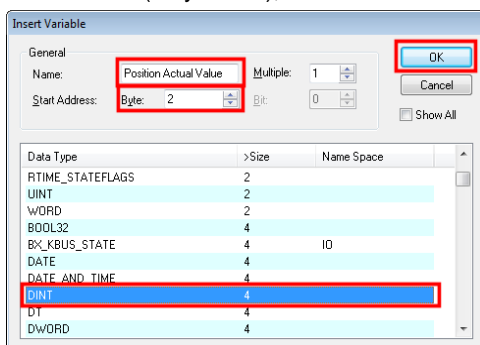 Insert Variable
General
Name: Position Actual Value Multiple: 1
OK
Start Address: Byte: 2 Bit: 0
Cancel
Show All
Data Type >Size Name Space
RTIME_STATEFLAGS 2
UINT 2
WORD 2
BOOL32 4
BX_KBUS_STATE 4 IO
DATE 4
DATE_AND_TIME 4
DINT 4
DT 4
DWORD 4